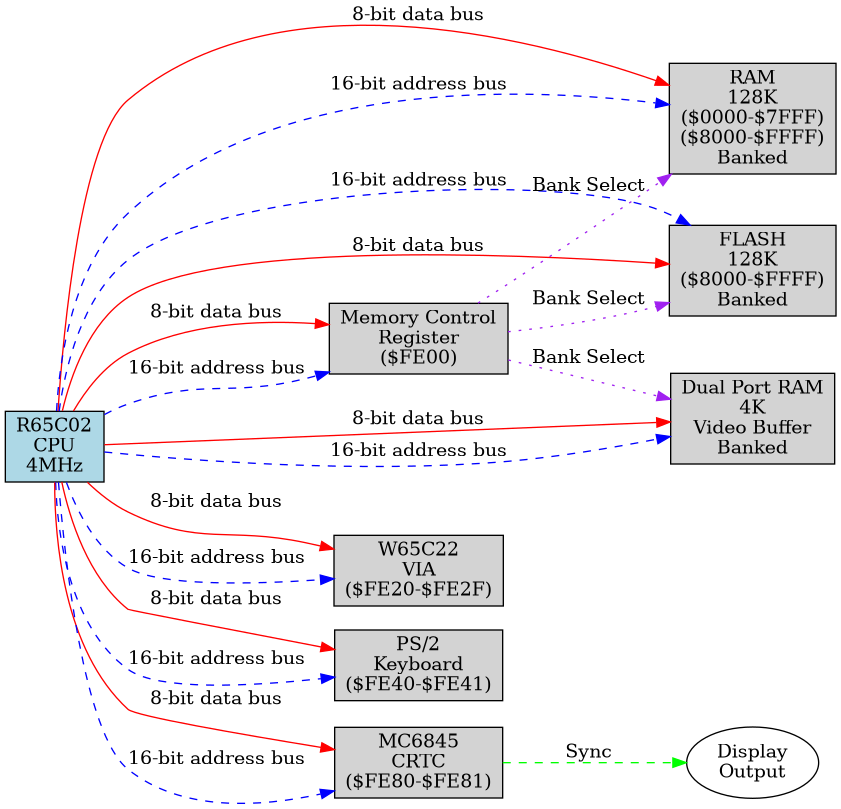 8-bit data bus
16-bit address bus
RAM
128K
($0000-$7FFF)
($8000-$FFFF)
Banked
16-bit address bus
Bank Select
8-bit data bus
FLASH
128K
($8000-$FFFF)
Banked
8-bit data bus
16-bit address bus
Memory Control
Register
($FE00)
Bank Select
Bank Select
Dual Port RAM
4K
Video Buffer
Banked
R65C02
CPU
4MHz
8-bit data bus
16-bit address bus
8-bit data bus
16-bit address bus
W65C22
VIA
($FE20-$FE2F)
8-bit data bus
16-bit address bus
PS/2
Keyboard
($FE40-$FE41)
8-bit data bus
16-bit address bus
MC6845
CRTC
($FE80-$FE81)
Sync
Display
Output